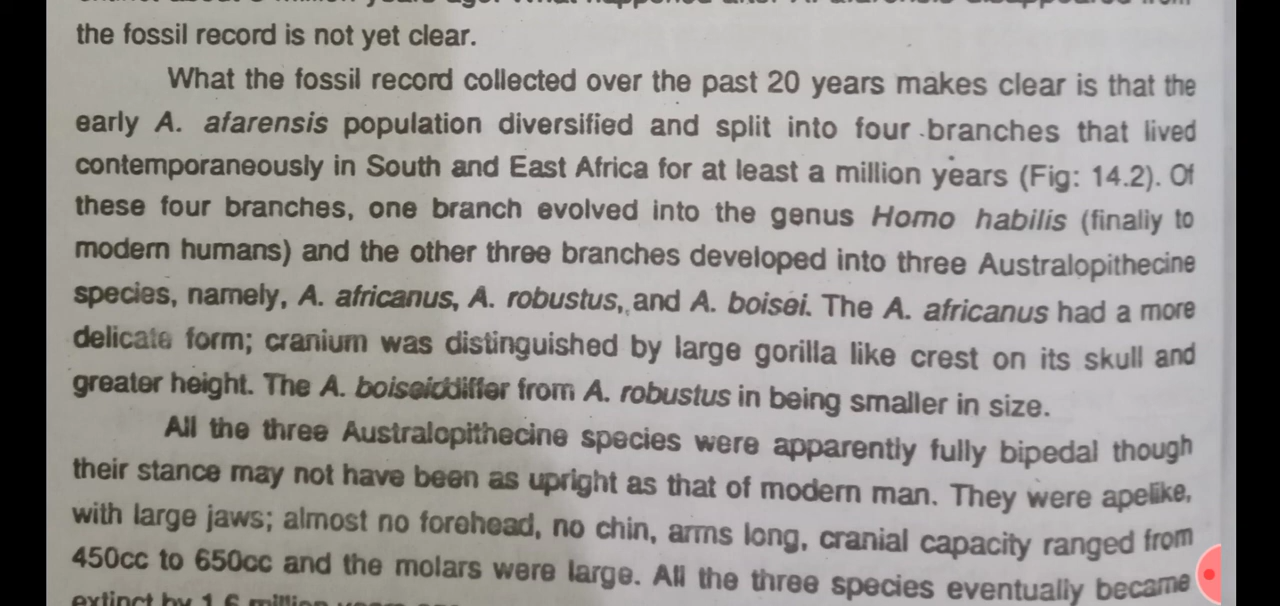 the fossil record is not yet clear.
What the fossil record collected over the past 20 years makes clear is that the
early A. afarensis population diversified and split into four branches that lived
contemporaneously in South and East Africa for at least a million years (Fig: 14.2). Of
these four branches, one branch evolved into the genus Homo habilis (finally to
modern humans) and the other three branches developed into three Australopithecine
species, namely, A. africanus, A. robustus, and A. boisei. The A. africanus had a more
delicate form; cranium was distinguished by large gorilla like crest on its skull and
greater height. The A. boiseiddiffer from A. robustus in being smaller in size.
All the three Australopithecine species were apparently fully bipedal though
their stance may not have been as upright as that of modern man. They were apelike,
with large jaws; almost no forehead, no chin, arms long, cranial capacity ranged from
450cc to 650cc and the molars were large. All the three species eventually became
extinct by 1.6 million